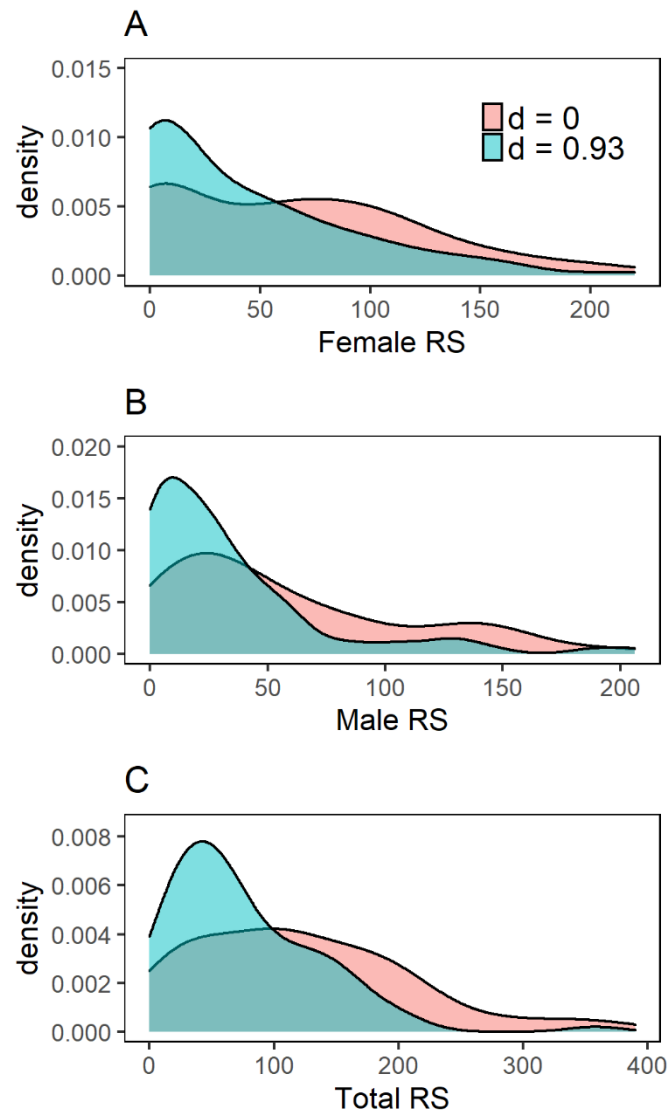 A
0.015
0.010
0.005
0.000
density
d = 0
d = 0.93
0 50 100 150 200
Female RS
B
0.020
0.015
0.010
0.005
0.000
density
0 50 100 150 200
Male RS
C
0.008
0.006
0.004
0.002
0.000
density
0 100 200 300 400
Total RS